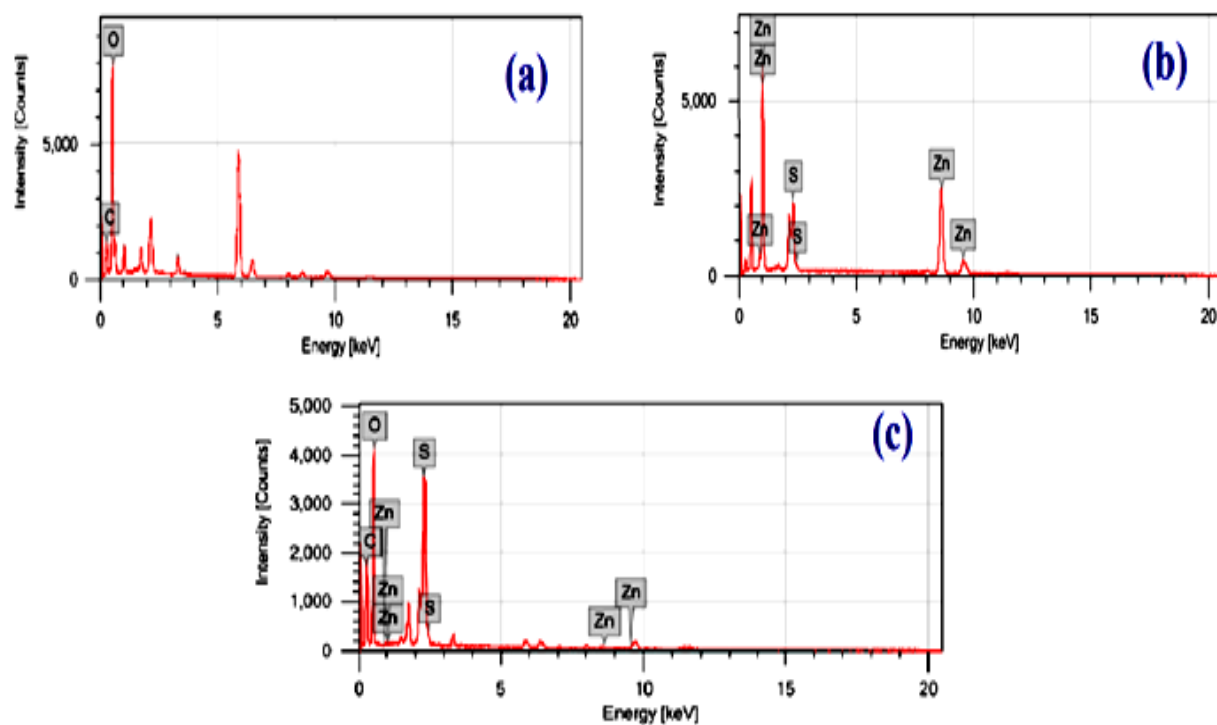 (a)
Intensity [Counts]
5,000
0
O
C
0 5 10 15 20
Energy [keV]
(b)
Intensity [Counts]
5,000
0
Zn
Zn
Zn
S
S
Zn
Zn
0 5 10 15 20
Energy [keV]
(c)
Intensity [Counts]
5,000
4,000
3,000
2,000
1,000
0
O
S
Zn
C
Zn
Zn
S
Zn
Zn
0 5 10 15 20
Energy [keV]